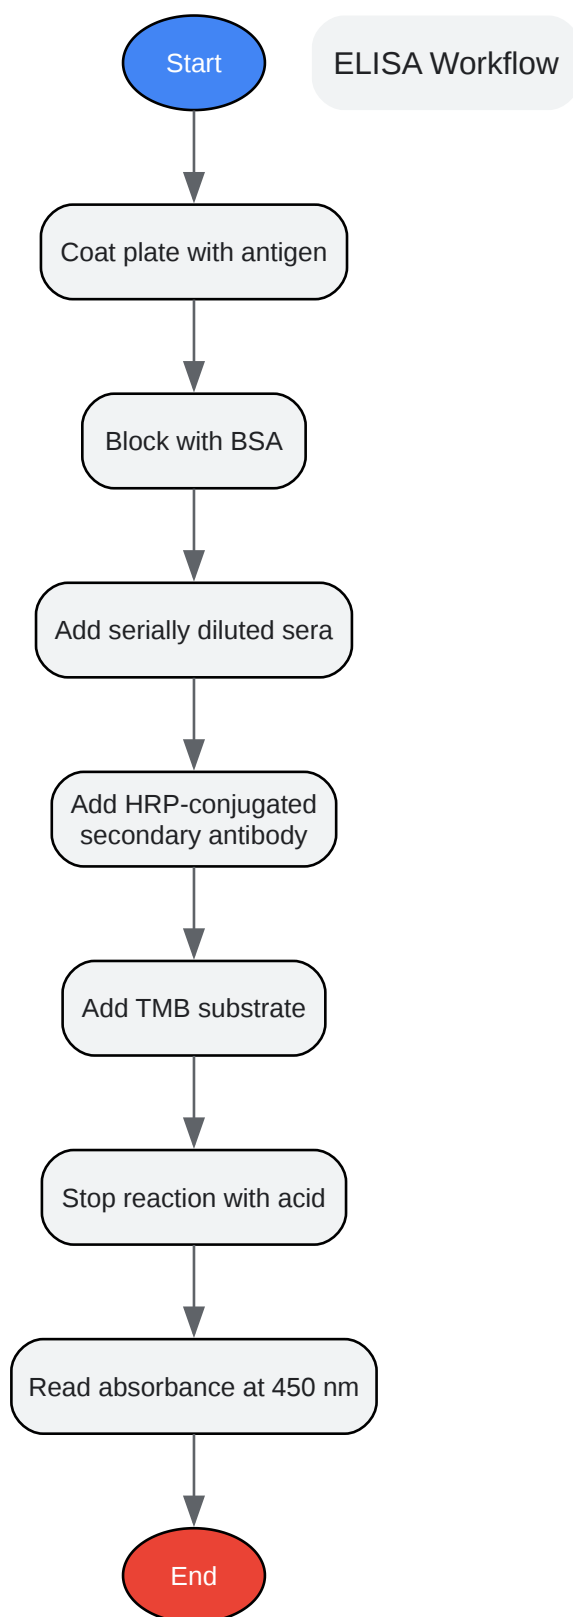 Start
ELISA Workflow
Coat plate with antigen
Block with BSA
Add serially diluted sera
Add HRP-conjugated
secondary antibody
Add TMB substrate
Stop reaction with acid
Read absorbance at 450 nm
End